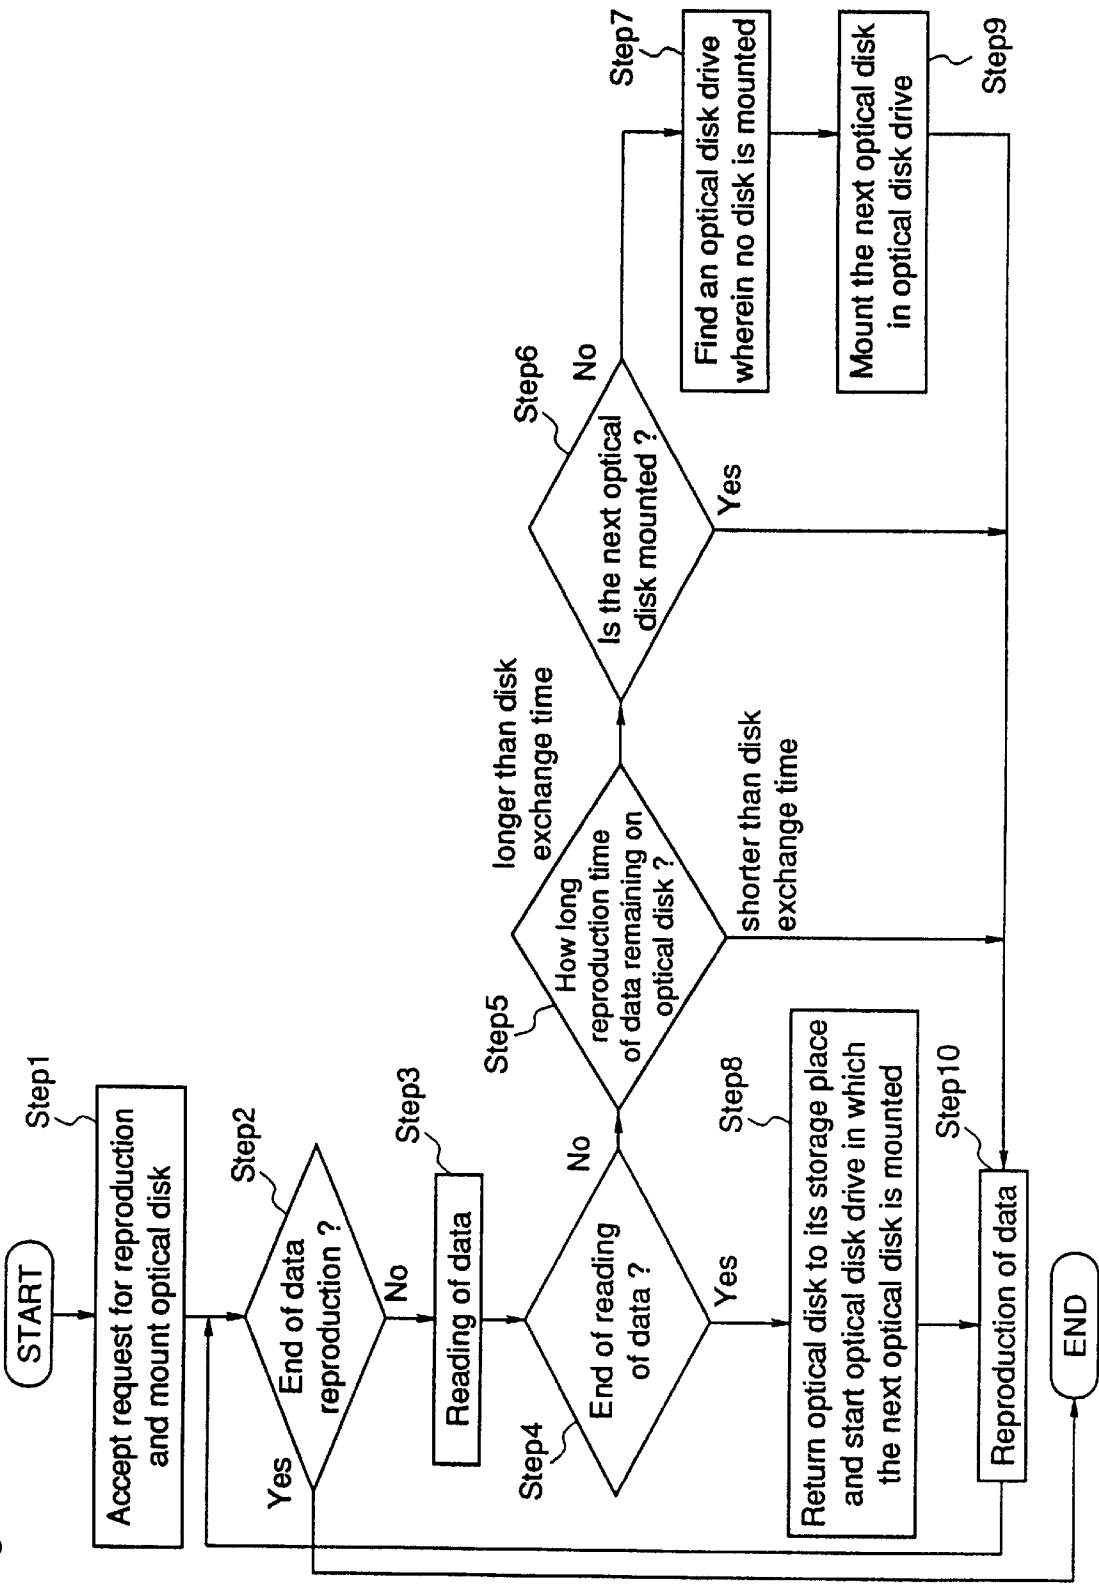 START
Step1
Accept request for reproduction
and mount optical disk
Step2
End of data
reproduction ?
Yes
No
Step3
Reading of data
Step4
End of reading
of data ?
No
Yes
Step5
How long
reproduction time
of data remaining on
optical disk ?
longer than disk
exchange time
shorter than disk
exchange time
Step6
Is the next optical
disk mounted ?
No
Yes
Step7
Find an optical disk drive
wherein no disk is mounted
Step8
Return optical disk to its storage place
and start optical disk drive in which
the next optical disk is mounted
Step9
Mount the next optical disk
in optical disk drive
Step10
Reproduction of data
END